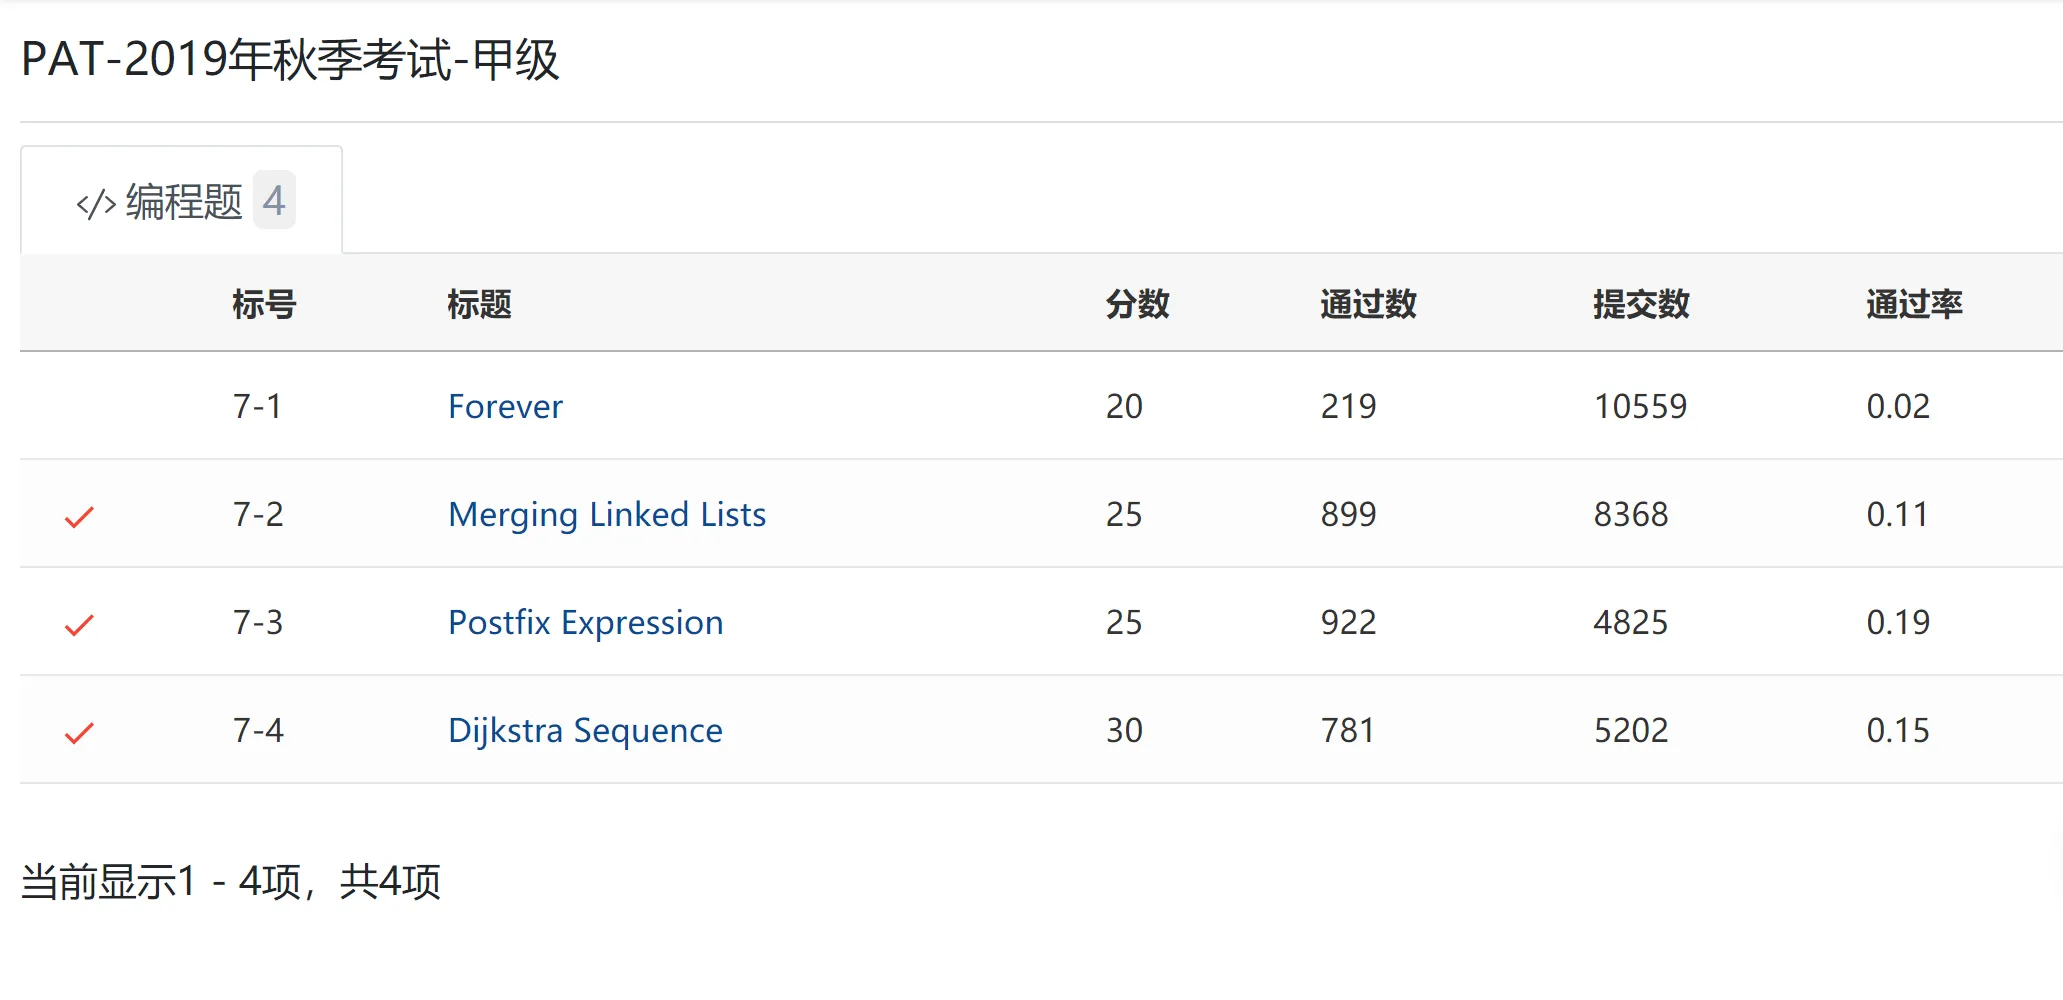 PAT-2019年秋季考试-甲级
</> 编程题 4
标号 标题 分数 通过数 提交数 通过率
7-1 Forever 20 219 10559 0.02
7-2 Merging Linked Lists 25 899 8368 0.11
7-3 Postfix Expression 25 922 4825 0.19
7-4 Dijkstra Sequence 30 781 5202 0.15
当前显示1 - 4项，共4项